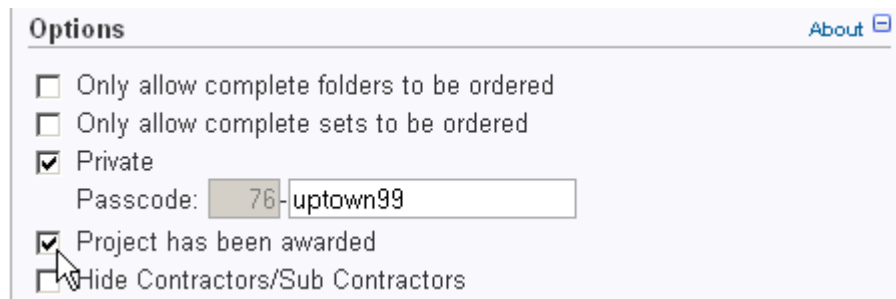 Options About
Only allow complete folders to be ordered
Only allow complete sets to be ordered
Private
Passcode: 76-uptown99
Project has been awarded
Hide Contractors/Sub Contractors